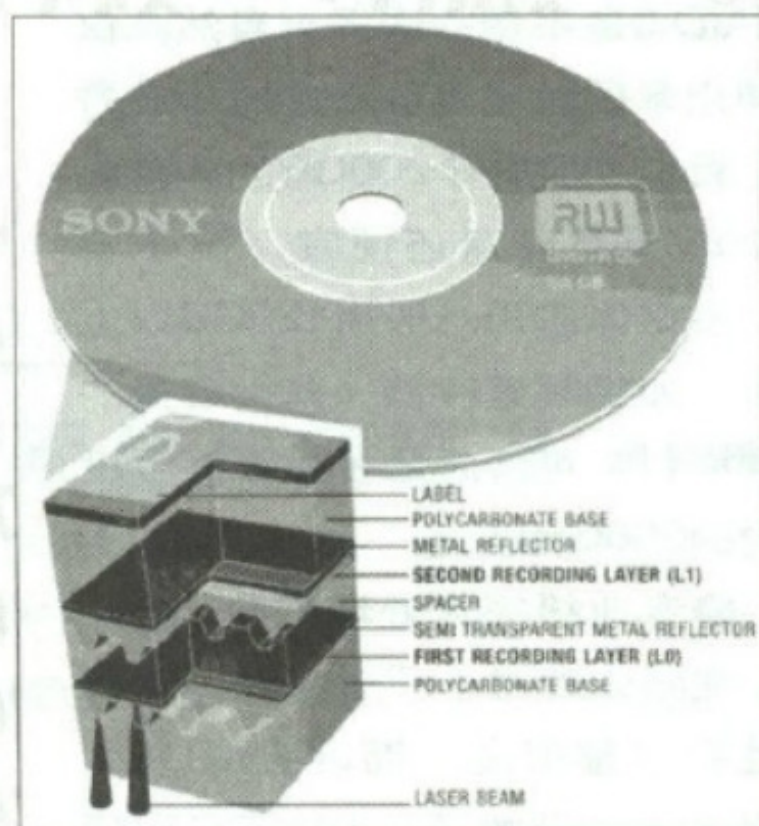 SONY
RW
LABEL
POLYCARBONATE BASE
METAL REFLECTOR
SECOND RECORDING LAYER (L1)
SPACER
SEMI TRANSPARENT METAL REFLECTOR
FIRST RECORDING LAYER (L0)
POLYCARBONATE BASE
LASER BEAM